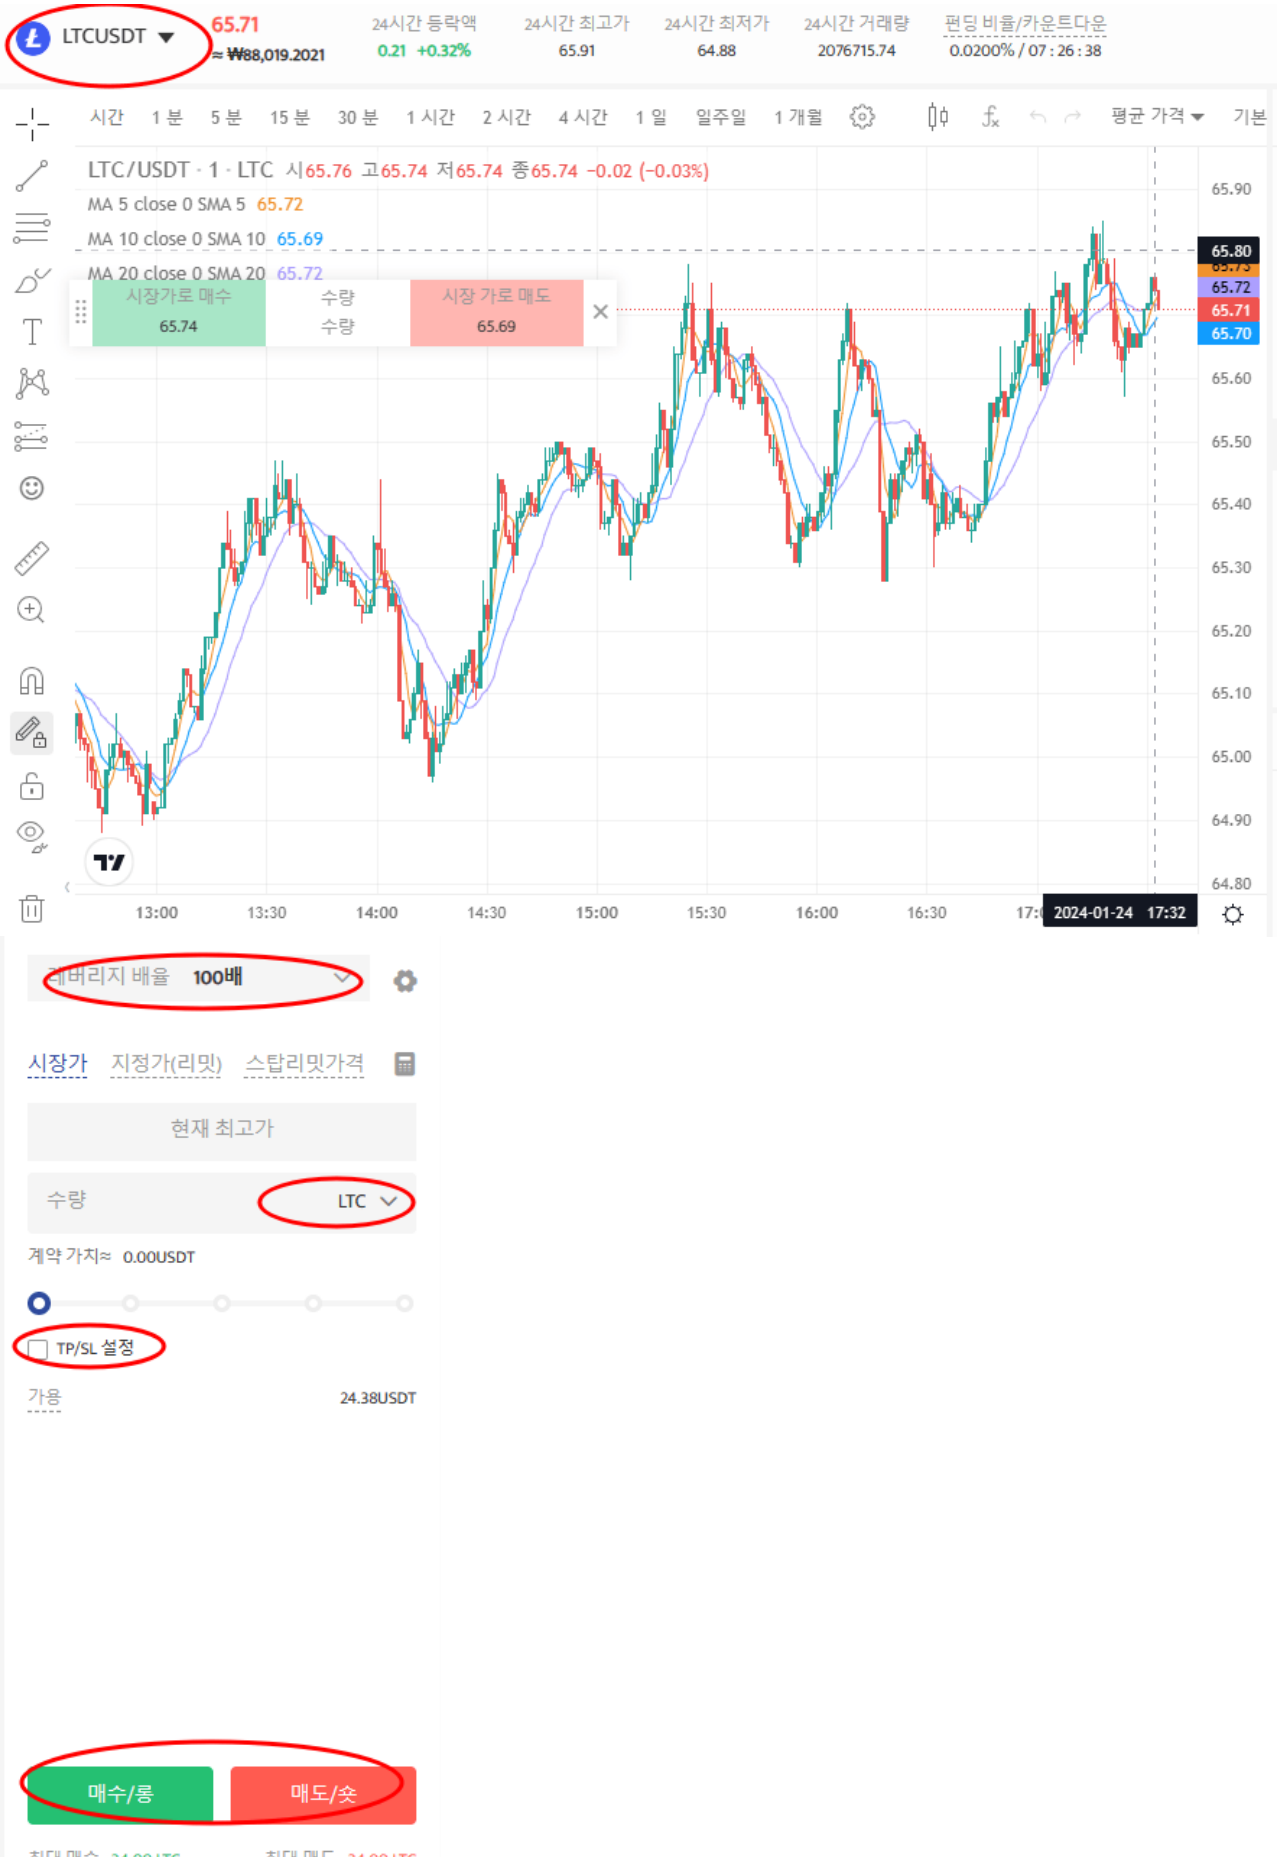 LTCUSDT
65.71
≈ ₩88,019.2021
24시간 등락액
0.21 +0.32%
24시간 최고가
65.91
24시간 최저가
64.88
24시간 거래량
2076715.74
펀딩 비율/카운트다운
0.0200% / 07 : 26 : 38
시간 1 분 5 분 15 분 30 분 1 시간 2 시간 4 시간 1 일 일주일 1 개월 평균 가격 기본
LTC/USDT · 1 · LTC 시65.76 고65.74 저65.74 종65.74 −0.02 (−0.03%)
MA 5 close 0 SMA 5 65.72
MA 10 close 0 SMA 10 65.69
MA 20 close 0 SMA 20 65.72
시장가로 매수 수량 시장 가로 매도
65.74 수량 65.69
65.90
65.80
65.72
65.71
65.70
65.60
65.50
65.40
65.30
65.20
65.10
65.00
64.90
64.80
13:00 13:30 14:00 14:30 15:00 15:30 16:00 16:30 2024-01-24 17:32
레버리지 배율 100배
시장가 지정가(리밋) 스탑리밋가격
현재 최고가
수량 LTC
계약 가치≈ 0.00USDT
TP/SL 설정
가용 24.38USDT
매수/롱 매도/숏